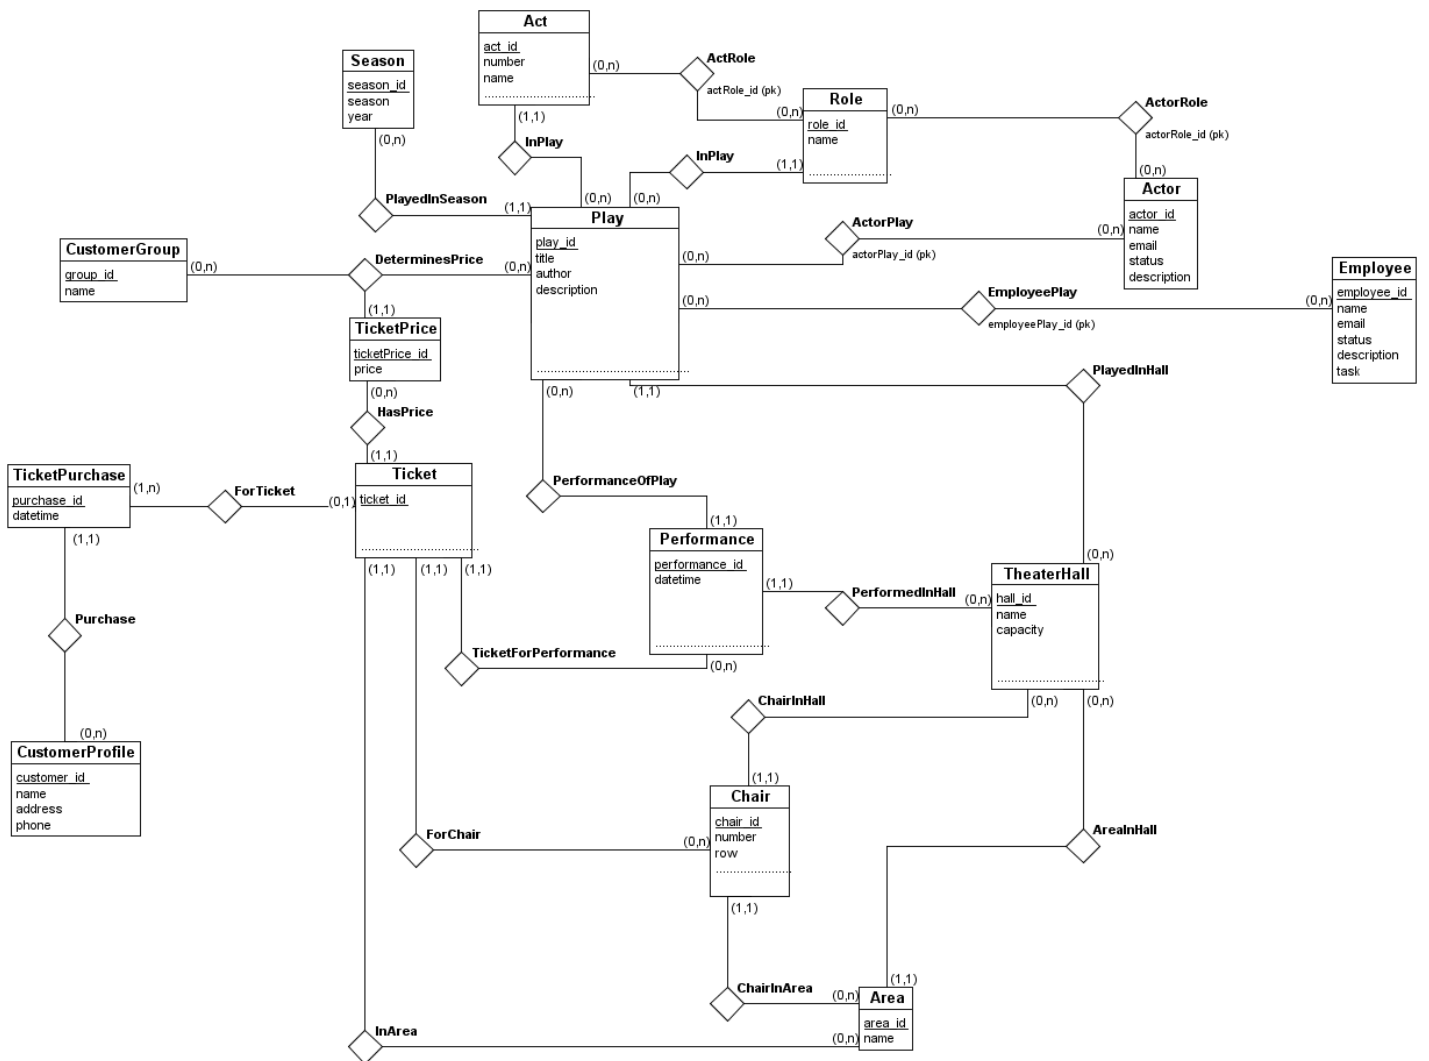 Act
act_id
number
name
(0,n)
(1,1)
ActRole
actRole_id (pk)
Season
season_id
season
year
(0,n)
Role
role_id
name
(0,n)
(0,n)
(1,1)
ActorRole
actorRole_id (pk)
(0,n)
InPlay
(0,n)
InPlay
(0,n)
PlayedInSeason
(1,1)
Actor
actor_id
name
email
status
description
(0,n)
ActorPlay
actorPlay_id (pk)
(0,n)
Play
play_id
title
author
description
(0,n)
(0,n)
(0,n)
(1,1)
CustomerGroup
group_id
name
(0,n)
DeterminesPrice
(1,1)
EmployeePlay
employeePlay_id (pk)
(0,n)
Employee
employee_id
name
email
status
description
task
TicketPrice
ticketPrice_id
price
(0,n)
PlayedInHall
HasPrice
(1,1)
TicketPurchase
purchase_id
datetime
(1,n)
(1,1)
ForTicket
(0,1)
Ticket
ticket_id
(1,1)
(1,1)
(1,1)
PerformanceOfPlay
(1,1)
Performance
performance_id
datetime
(1,1)
(0,n)
PerformedInHall
(0,n)
(0,n)
TheaterHall
hall_id
name
capacity
(0,n)
(0,n)
Purchase
TicketForPerformance
(0,n)
CustomerProfile
customer_id
name
address
phone
ChairInHall
(1,1)
Chair
chair_id
number
row
(0,n)
(1,1)
ForChair
AreaInHall
(1,1)
ChairInArea
(0,n)
Area
area_id
name
InArea
(0,n)